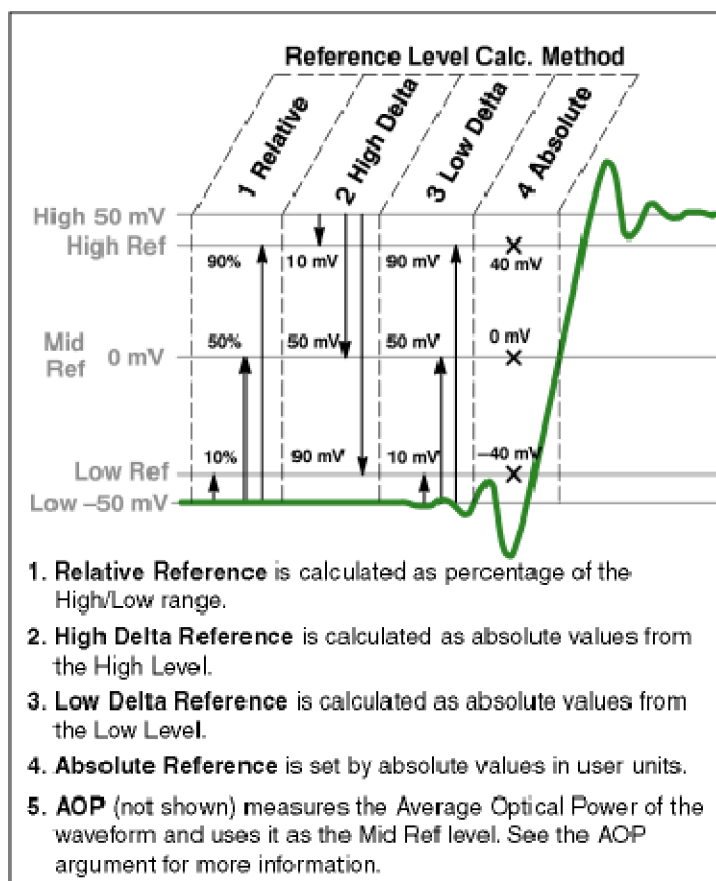 Reference Level Calc. Method
1 Relative
2 High Delta
3 Low Delta
4 Absolute
High 50 mV
High Ref
90%
10 mV
90 mV
40 mV
Mid
Ref
0 mV
50%
50 mV
50 mV
0 mV
Low Ref
10%
90 mV
10 mV
–40 mV
Low –50 mV
1. Relative Reference is calculated as percentage of the
High/Low range.
2. High Delta Reference is calculated as absolute values from
the High Level.
3. Low Delta Reference is calculated as absolute values from
the Low Level.
4. Absolute Reference is set by absolute values in user units.
5. AOP (not shown) measures the Average Optical Power of the
waveform and uses it as the Mid Ref level. See the AOP
argument for more information.